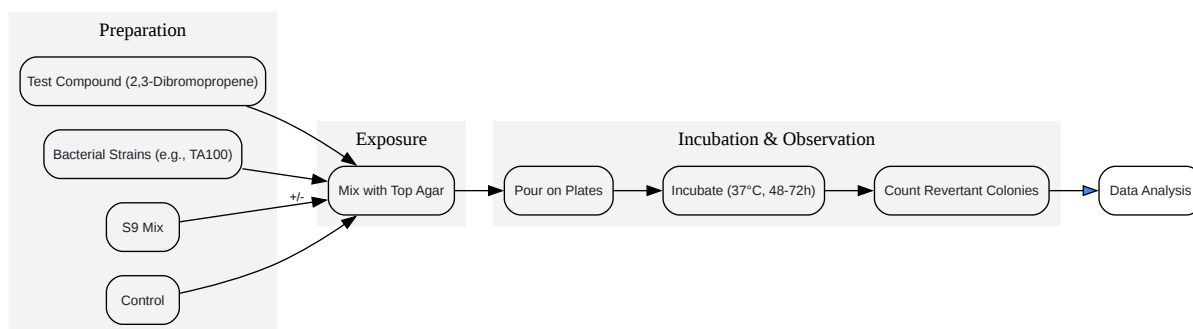 Preparation
Test Compound (2,3-Dibromopropene)
Bacterial Strains (e.g., TA100)
S9 Mix
Control
+/-
Exposure
Mix with Top Agar
Incubation & Observation
Pour on Plates
Incubate (37°C, 48-72h)
Count Revertant Colonies
Data Analysis